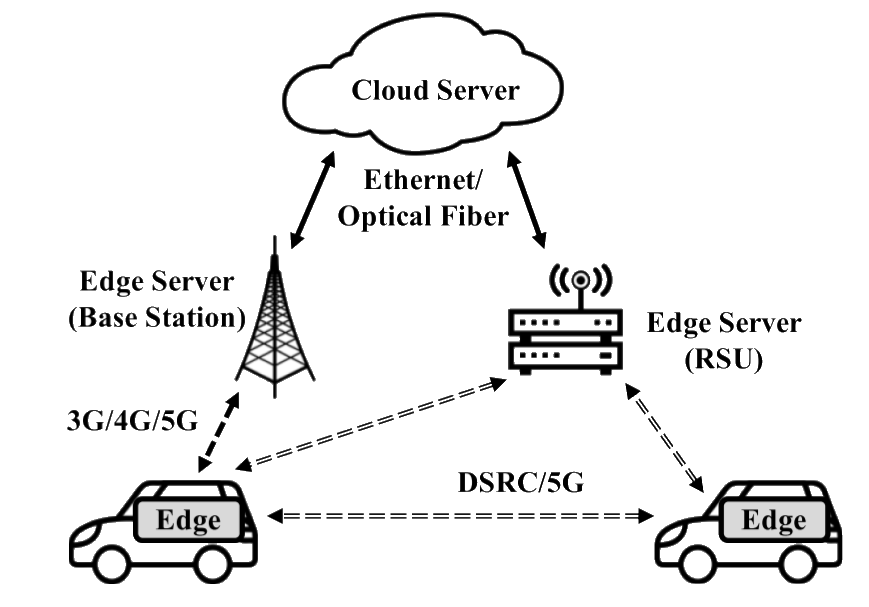 Cloud Server
Ethernet/
Optical Fiber
Edge Server
(Base Station)
Edge Server
(RSU)
3G/4G/5G
DSRC/5G
Edge
Edge